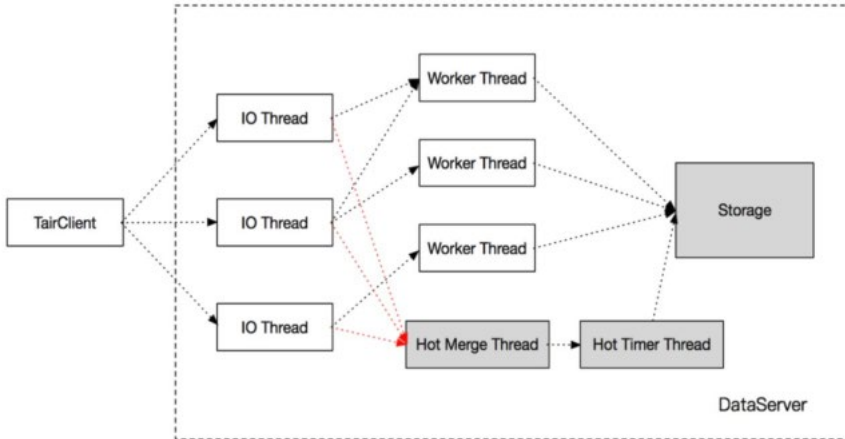 Worker Thread
IO Thread
Worker Thread
TairClient
IO Thread
Storage
Worker Thread
IO Thread
Hot Merge Thread
Hot Timer Thread
DataServer